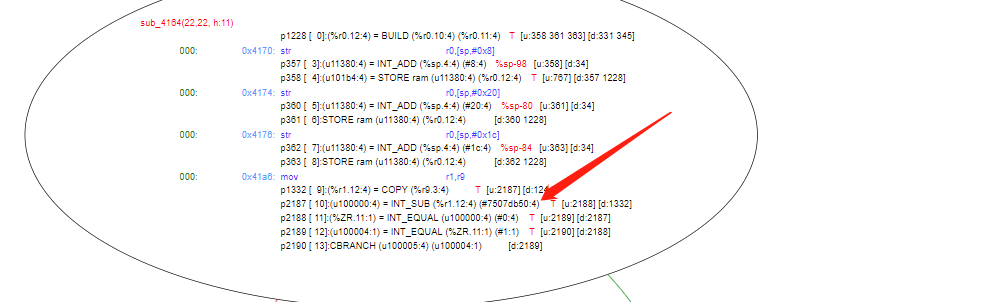 sub_4164(22,22, h:11)
p1228 [ 0]:(%r0.12:4) = BUILD (%r0.10:4) (%r0.11:4) T [u:358 361 363] [d:331 345]
000: 0x4170: str r0,[sp,#0x8]
p357 [ 3]:(u11380:4) = INT_ADD (%sp.4:4) (#8:4) %sp-98 [u:358] [d:34]
p358 [ 4]:(u101b4:4) = STORE ram (u11380:4) (%r0.12:4) T [u:767] [d:357 1228]
000: 0x4174: str r0,[sp,#0x20]
p360 [ 5]:(u11380:4) = INT_ADD (%sp.4:4) (#20:4) %sp-80 [u:361] [d:34]
p361 [ 6]:STORE ram (u11380:4) (%r0.12:4) [d:360 1228]
000: 0x4176: str r0,[sp,#0x1c]
p362 [ 7]:(u11380:4) = INT_ADD (%sp.4:4) (#1c:4) %sp-84 [u:363] [d:34]
p363 [ 8]:STORE ram (u11380:4) (%r0.12:4) [d:362 1228]
000: 0x41a6: mov r1,r9
p1332 [ 9]:(%r1.12:4) = COPY (%r9.3:4) T [u:2187]
p2187 [ 10]:(u100000:4) = INT_SUB (%r1.12:4) (#7507db50:4) T [u:2188] [d:1332]
p2188 [ 11]:(%ZR.11:1) = INT_EQUAL (u100000:4) (#0:4) T [u:2189] [d:2187]
p2189 [ 12]:(u100004:1) = INT_EQUAL (%ZR.11:1) (#1:1) T [u:2190] [d:2188]
p2190 [ 13]:CBRANCH (u100005:4) (u100004:1) [d:2189]